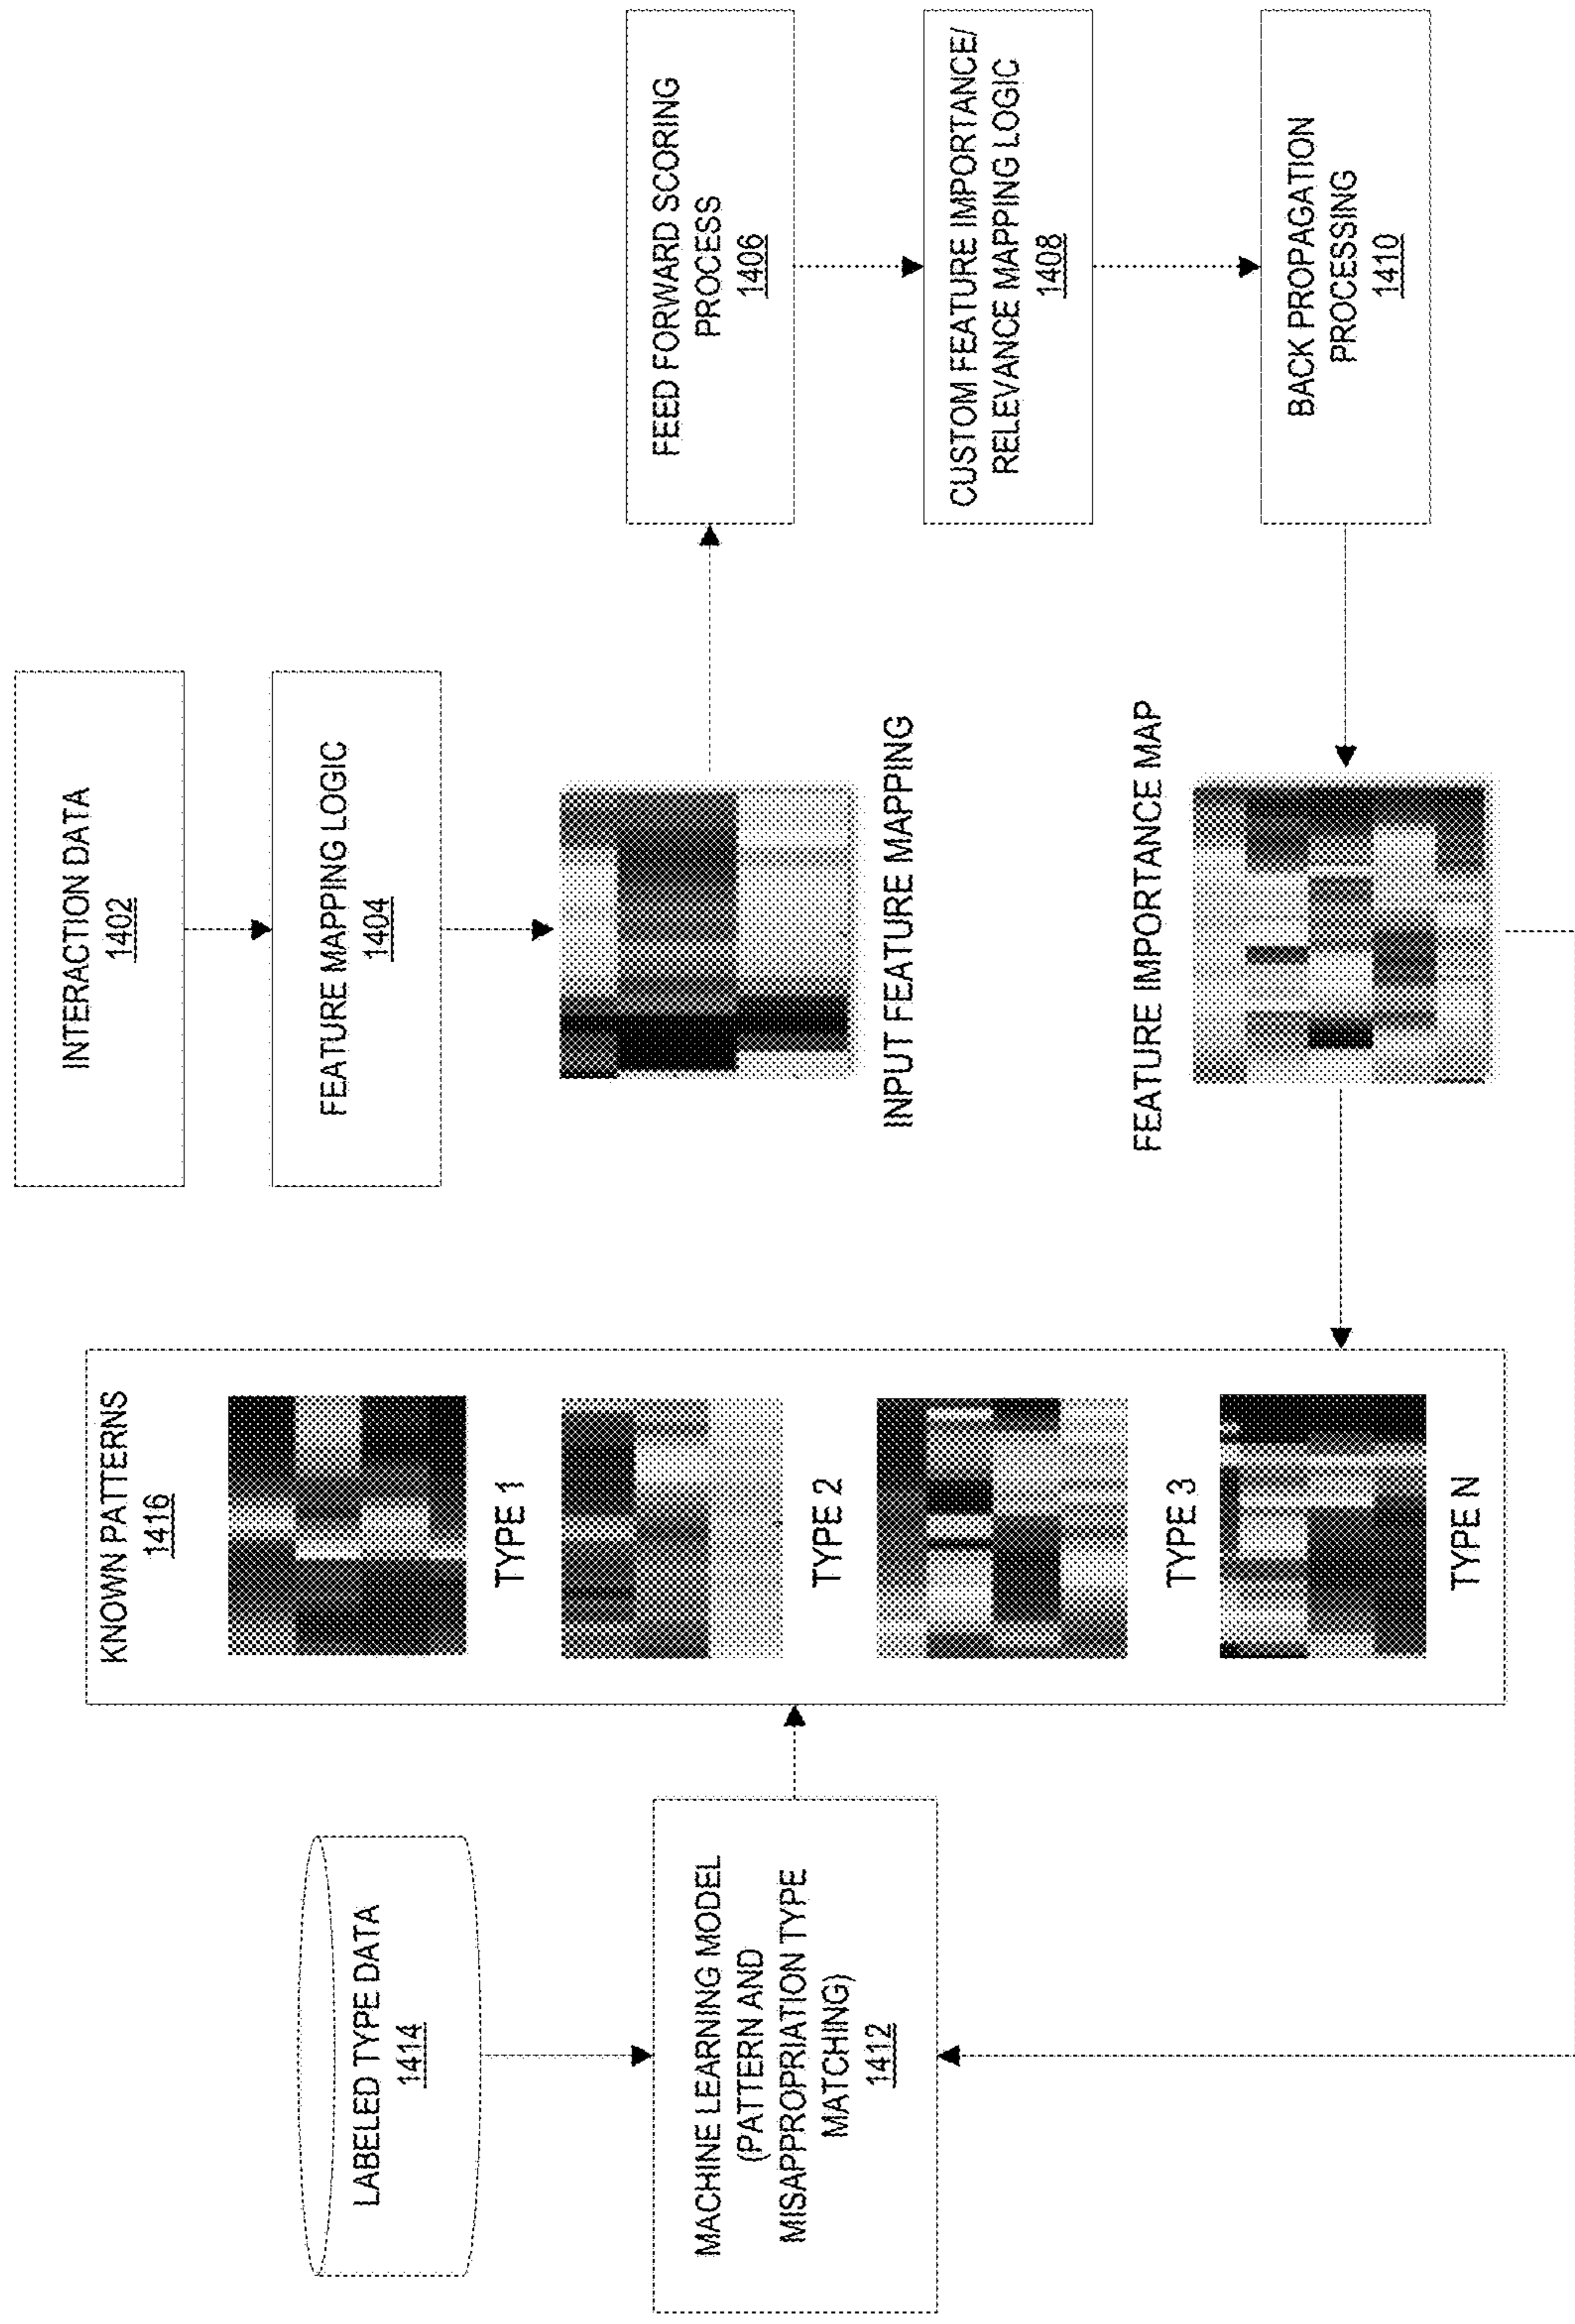 INTERACTION DATA
1402
FEATURE MAPPING LOGIC
1404
INPUT FEATURE MAPPING
FEED FORWARD SCORING
PROCESS
1406
CUSTOM FEATURE IMPORTANCE/
RELEVANCE MAPPING LOGIC
1408
BACK PROPAGATION
PROCESSING
1410
FEATURE IMPORTANCE MAP
KNOWN PATTERNS
1416
TYPE 1
TYPE 2
TYPE 3
TYPE N
LABELED TYPE DATA
1414
MACHINE LEARNING MODEL
(PATTERN AND
MISAPPROPRIATION TYPE
MATCHING)
1412